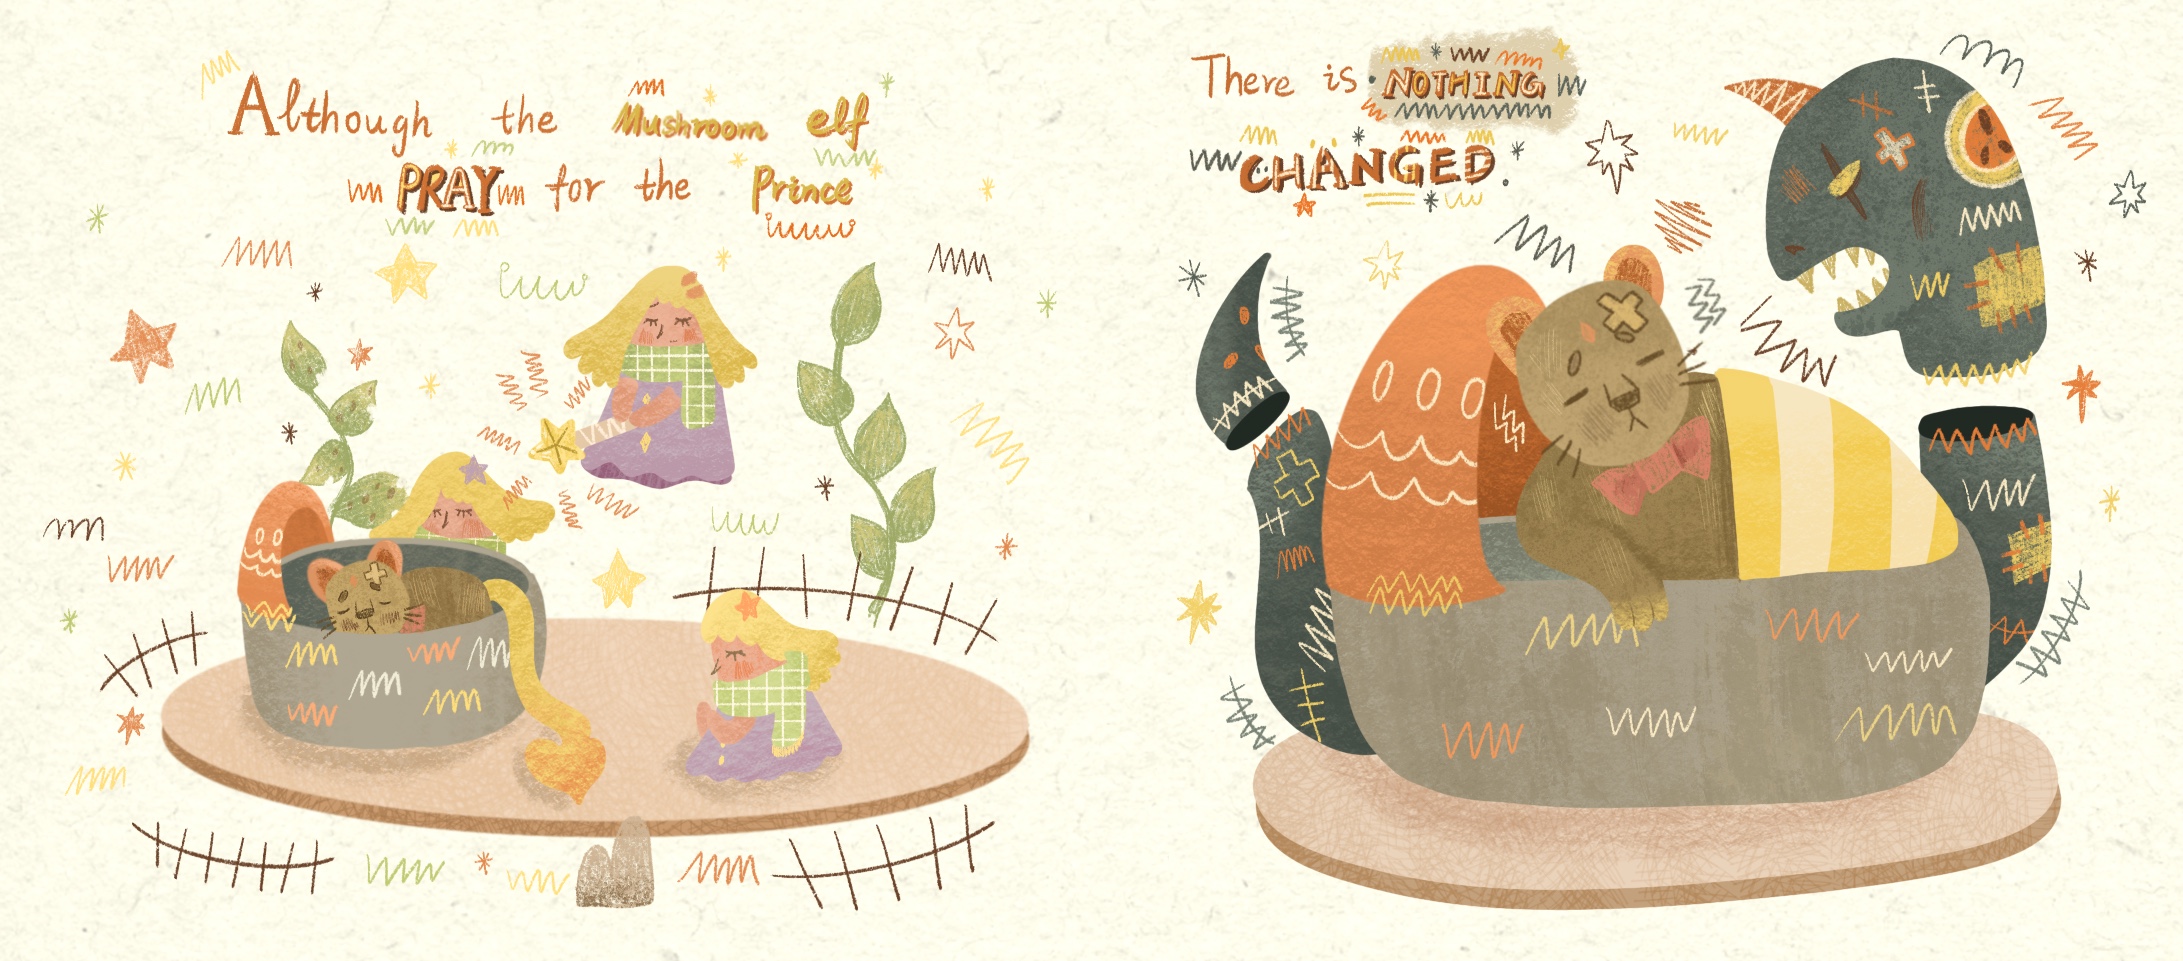 Although the Mushroom elf
PRAY for the Prince
There is NOTHING
CHANGED.